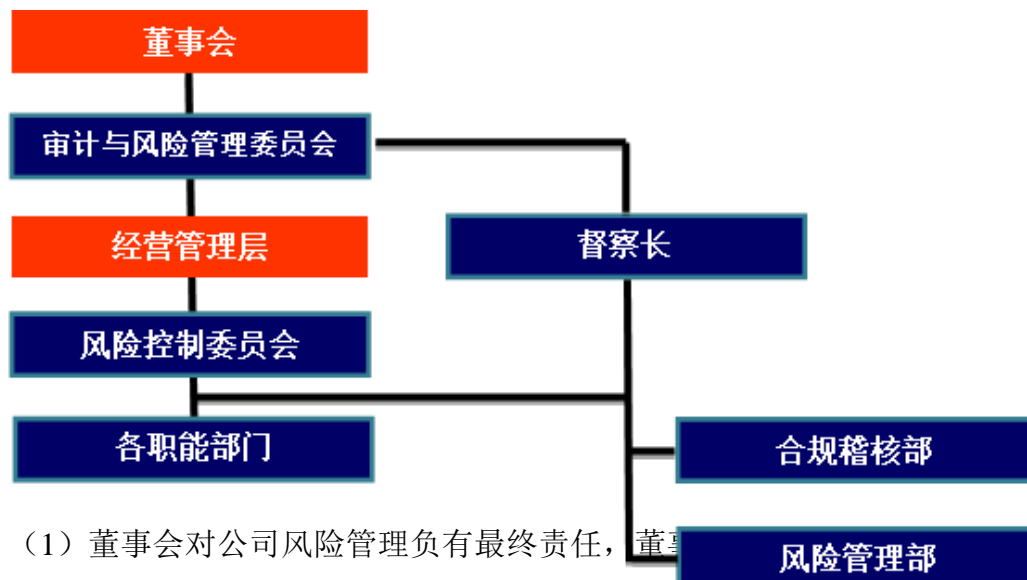 董事会
审计与风险管理委员会
经营管理层
督察长
风险控制委员会
各职能部门
合规稽核部
(1)董事会对公司风险管理负有最终责任,董
风险管理部